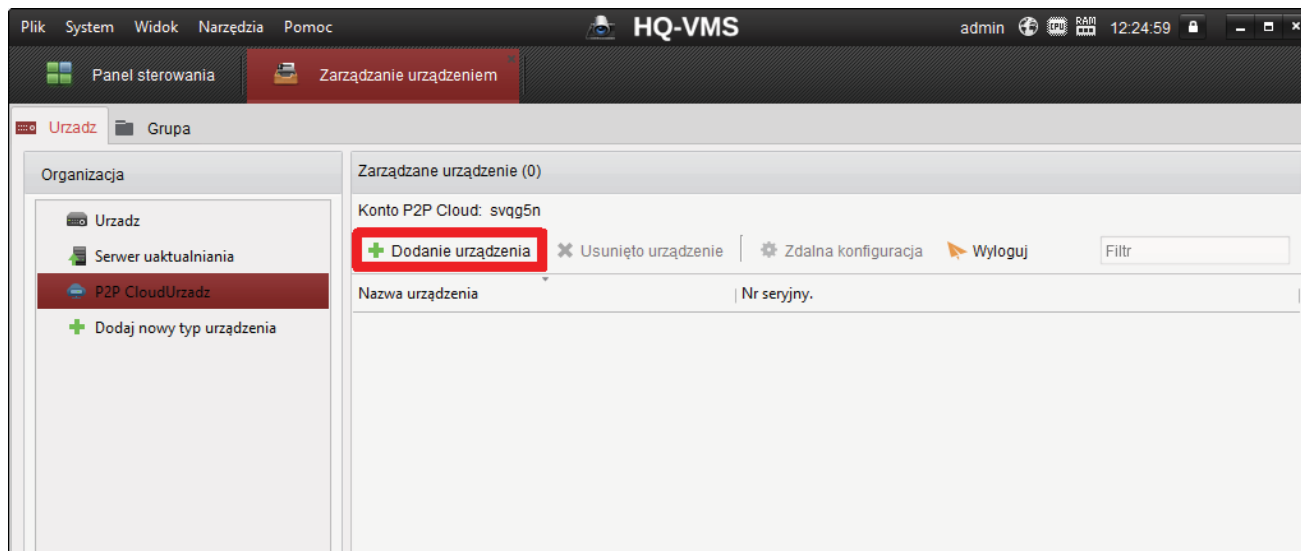 Plik System Widok Narzędzia Pomoc HQ-VMS admin CPU RAM 12:24:59
Panel sterowania Zarządzanie urządzeniem
Urzadz Grupa
Organizacja
Urzadz
Serwer uaktualniania
P2P CloudUrzadz
Dodaj nowy typ urządzenia
Zarządzane urządzenie (0)
Konto P2P Cloud: svqg5n
Dodanie urządzenia Usunięto urządzenie Zdalna konfiguracja Wyloguj Filtr
Nazwa urządzenia Nr seryjny.